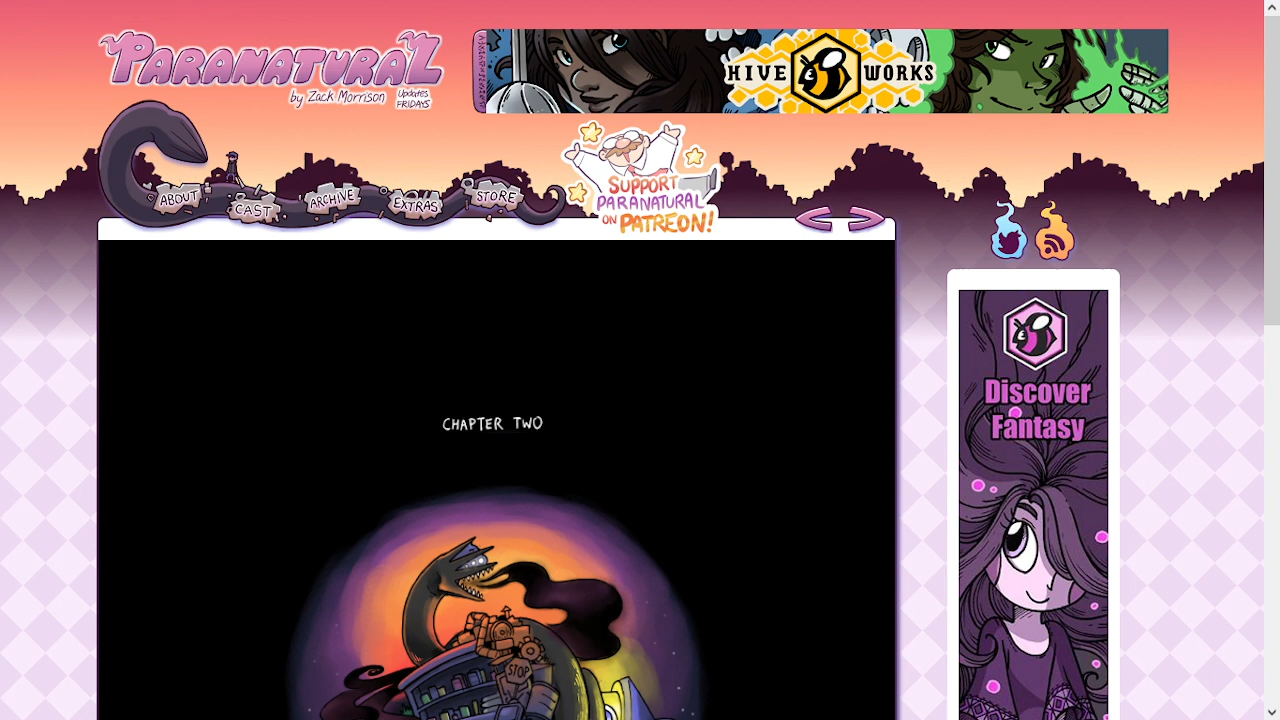 PARANATURAL
by Zack Morrison
Updates
FRIDAYS
HIVE WORKS
ABOUT
CAST
ARCHIVE
EXTRAS
STORE
SUPPORT
PARANATURAL
ON PATREON!
Discover
Fantasy
CHAPTER TWO
STOP